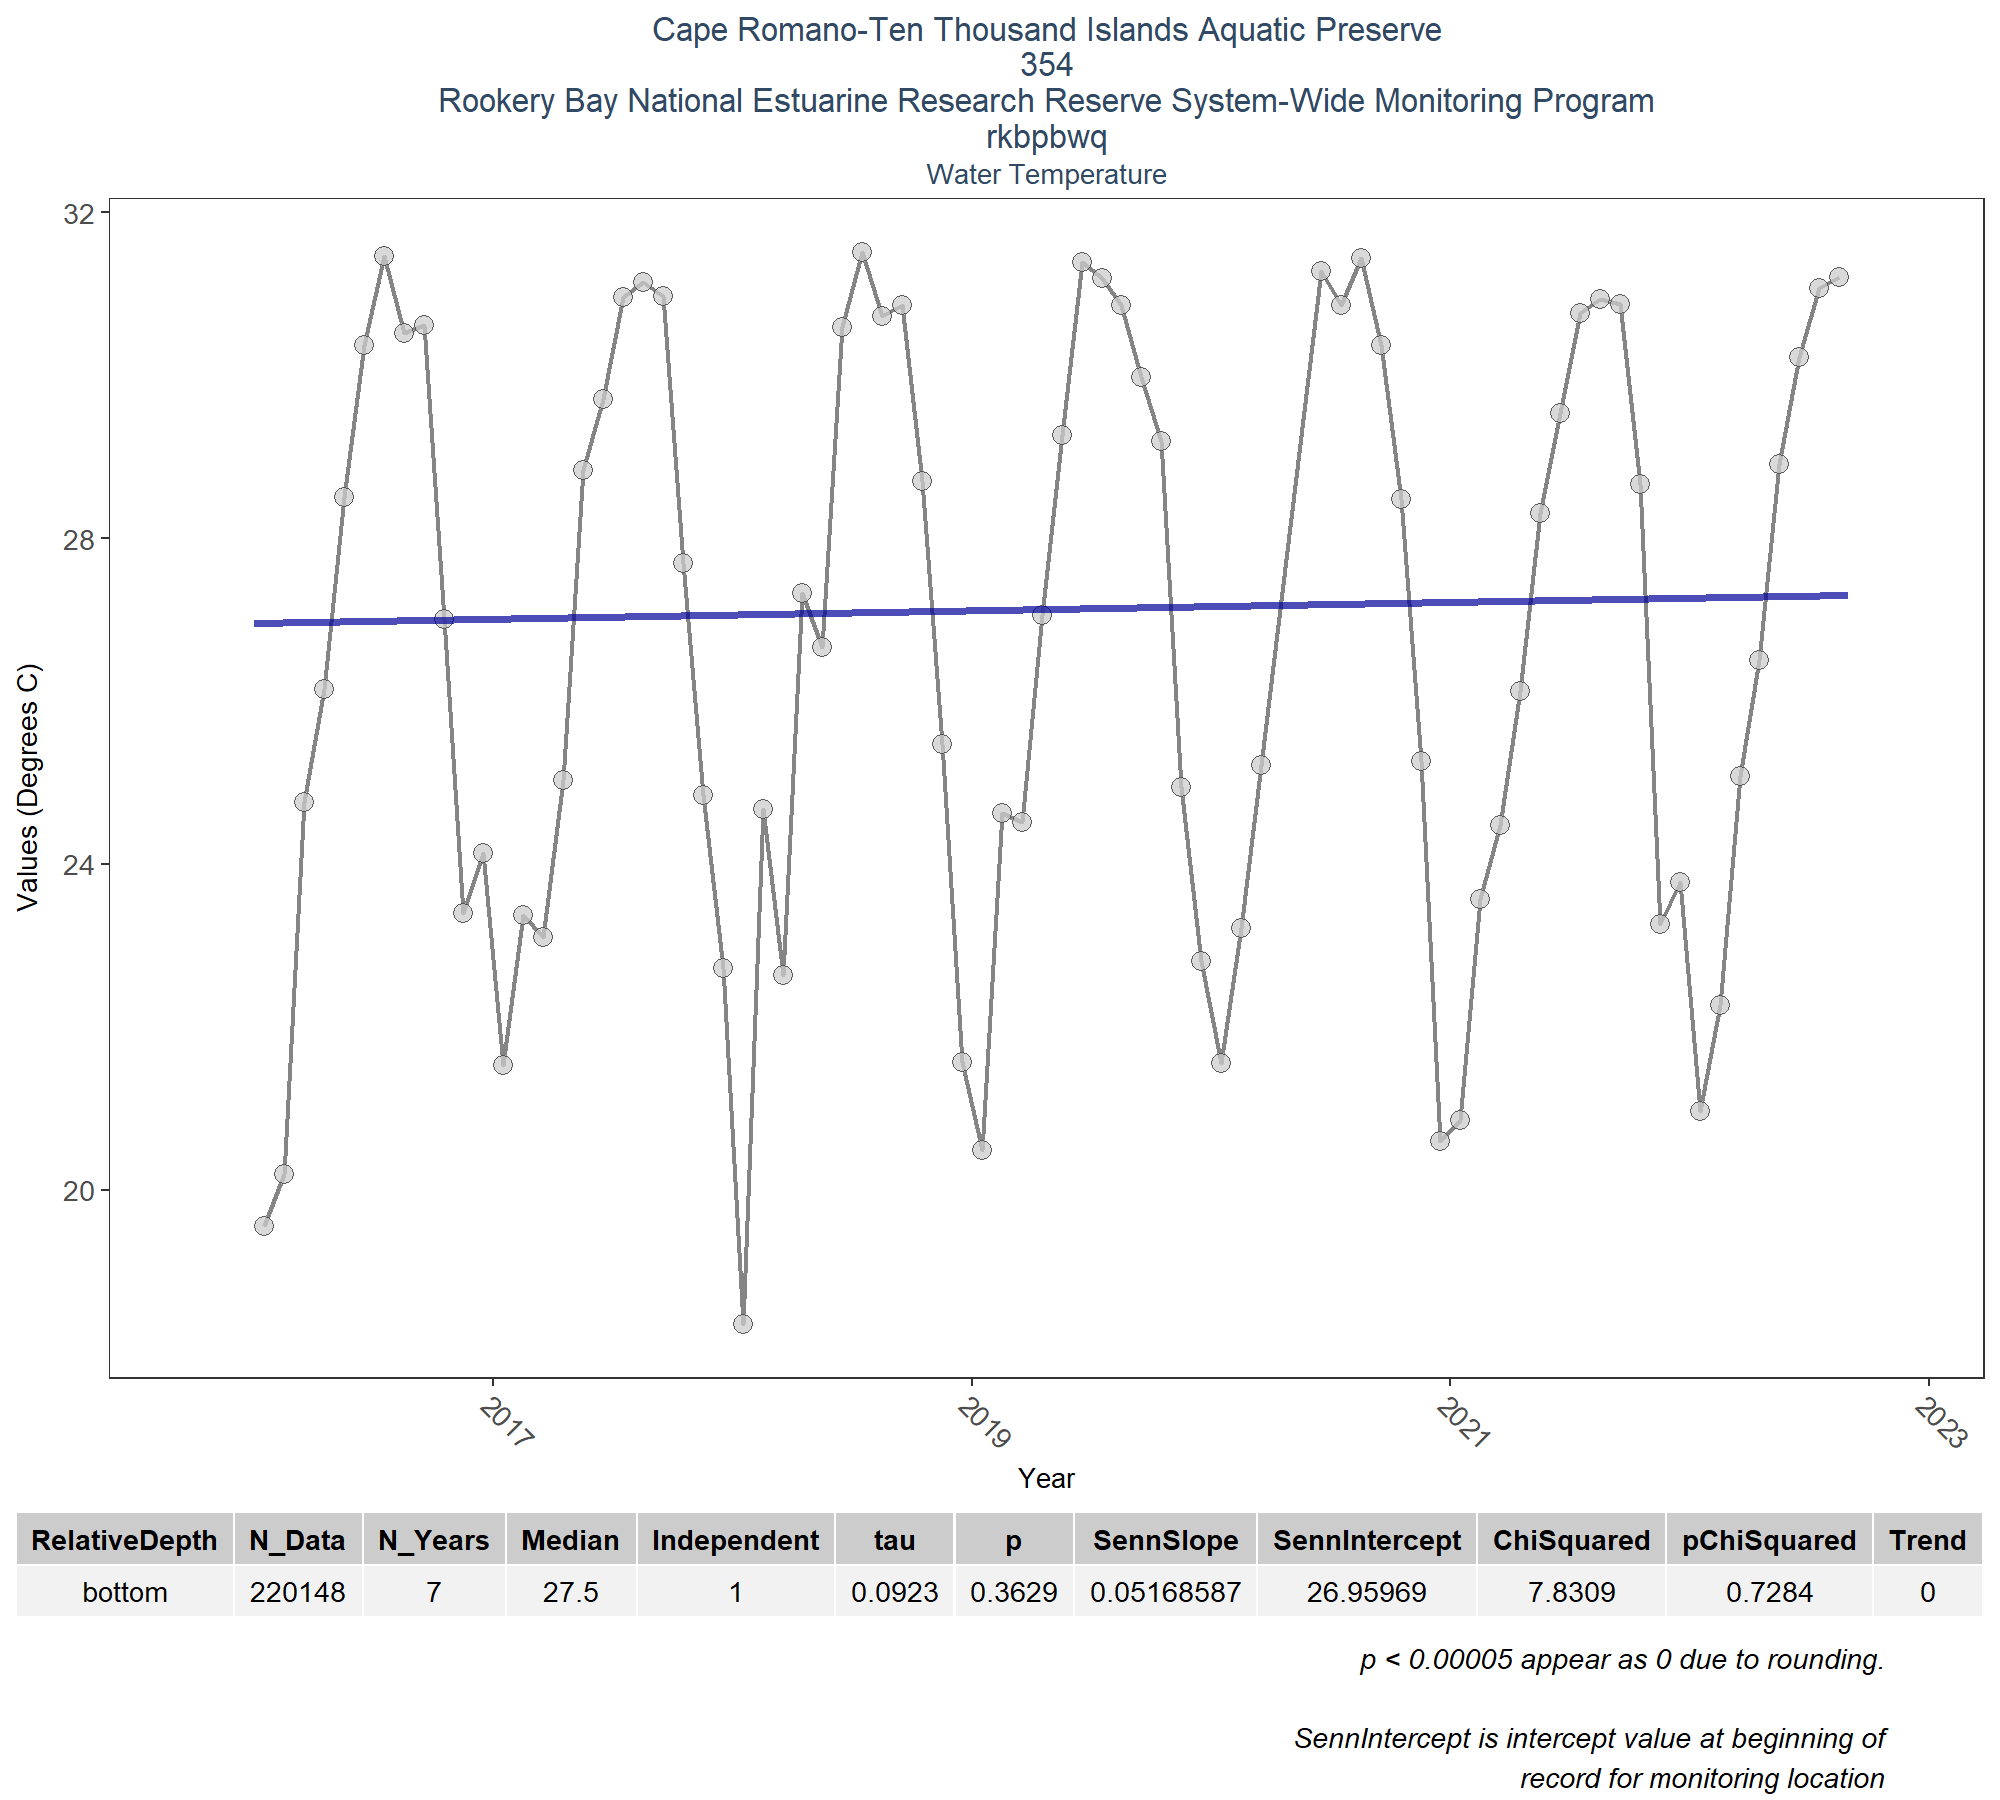 Cape Romano-Ten Thousand Islands Aquatic Preserve
354
Rookery Bay National Estuarine Research Reserve System-Wide Monitoring Program
rkbpbwq
Water Temperature
32
28
24
20
Values (Degrees C)
2017 2019 2021 2023
Year
RelativeDepth N_Data N_Years Median Independent tau p SennSlope SennIntercept ChiSquared pChiSquared Trend
bottom 220148 7 27.5 1 0.0923 0.3629 0.05168587 26.95969 7.8309 0.7284 0
p < 0.00005 appear as 0 due to rounding.
SennIntercept is intercept value at beginning of
record for monitoring location